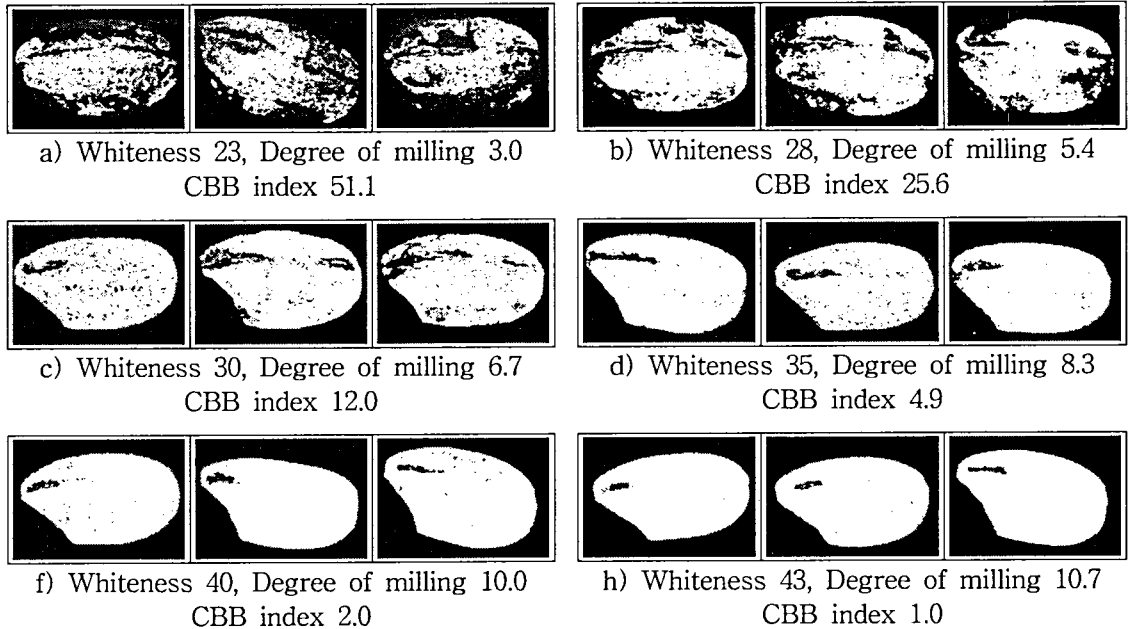 a) Whiteness 23, Degree of milling 3.0
CBB index 51.1
b) Whiteness 28, Degree of milling 5.4
CBB index 25.6
c) Whiteness 30, Degree of milling 6.7
CBB index 12.0
d) Whiteness 35, Degree of milling 8.3
CBB index 4.9
f) Whiteness 40, Degree of milling 10.0
CBB index 2.0
h) Whiteness 43, Degree of milling 10.7
CBB index 1.0